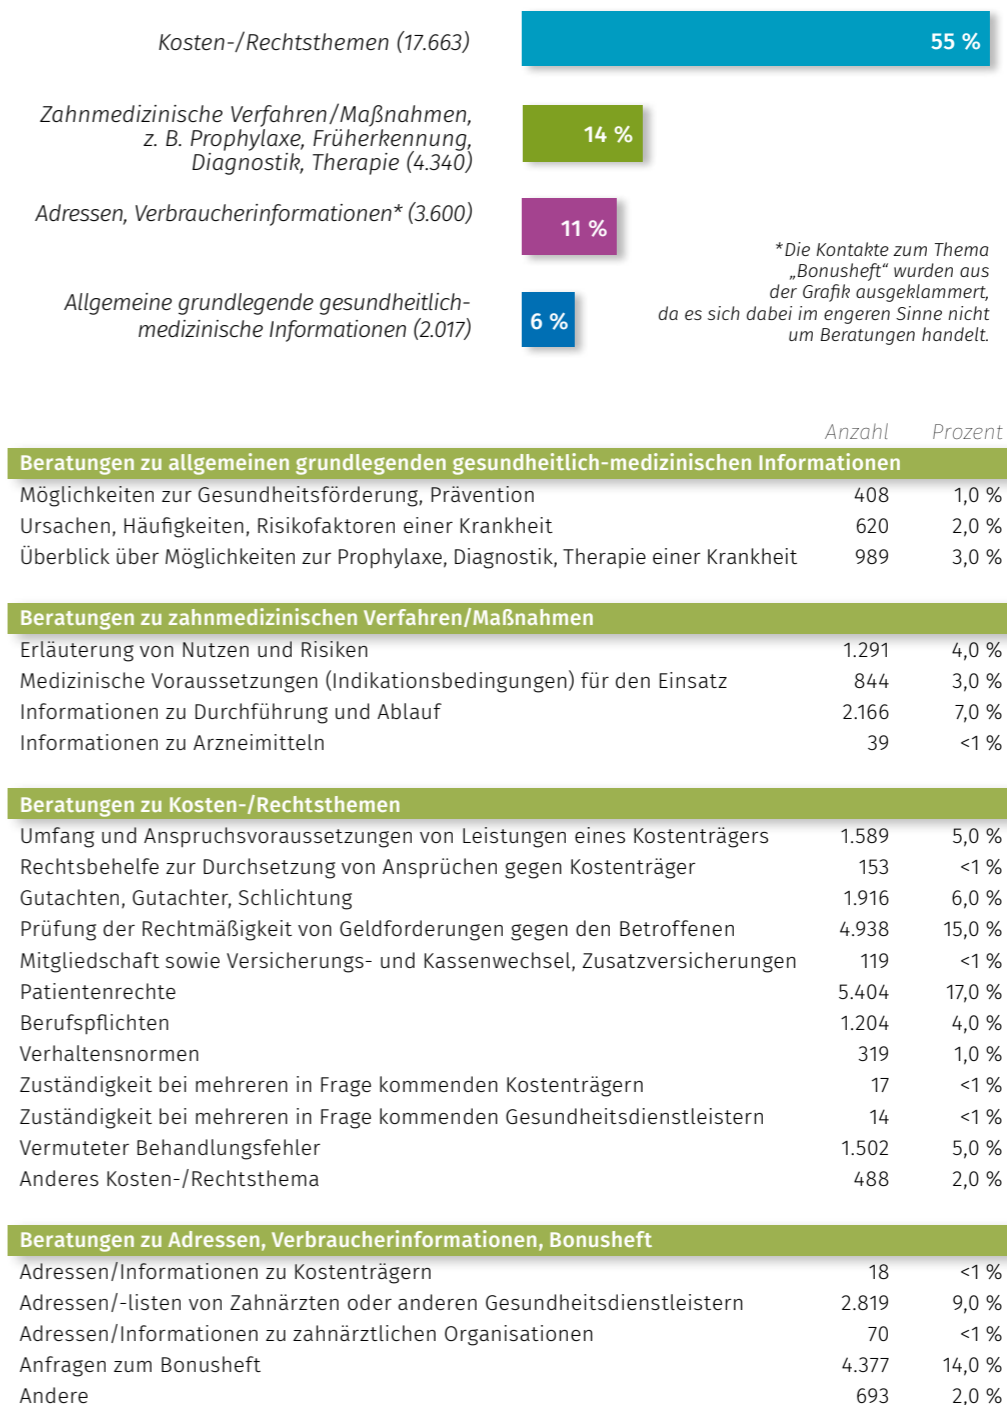 Kosten-/Rechtsthemen (17.663)
55 %
Zahnmedizinische Verfahren/Maßnahmen,
z. B. Prophylaxe, Früherkennung,
Diagnostik, Therapie (4.340)
14 %
Adressen, Verbraucherinformationen* (3.600)
11 %
Allgemeine grundlegende gesundheitlich-
medizinische Informationen (2.017)
6 %
*Die Kontakte zum Thema
„Bonusheft“ wurden aus
der Grafik ausgeklammert,
da es sich dabei im engeren Sinne nicht
um Beratungen handelt.
Anzahl Prozent
Beratungen zu allgemeinen grundlegenden gesundheitlich-medizinischen Informationen
Möglichkeiten zur Gesundheitsförderung, Prävention 408 1,0 %
Ursachen, Häufigkeiten, Risikofaktoren einer Krankheit 620 2,0 %
Überblick über Möglichkeiten zur Prophylaxe, Diagnostik, Therapie einer Krankheit 989 3,0 %
Beratungen zu zahnmedizinischen Verfahren/Maßnahmen
Erläuterung von Nutzen und Risiken 1.291 4,0 %
Medizinische Voraussetzungen (Indikationsbedingungen) für den Einsatz 844 3,0 %
Informationen zu Durchführung und Ablauf 2.166 7,0 %
Informationen zu Arzneimitteln 39 <1 %
Beratungen zu Kosten-/Rechtsthemen
Umfang und Anspruchsvoraussetzungen von Leistungen eines Kostenträgers 1.589 5,0 %
Rechtsbehelfe zur Durchsetzung von Ansprüchen gegen Kostenträger 153 <1 %
Gutachten, Gutachter, Schlichtung 1.916 6,0 %
Prüfung der Rechtmäßigkeit von Geldforderungen gegen den Betroffenen 4.938 15,0 %
Mitgliedschaft sowie Versicherungs- und Kassenwechsel, Zusatzversicherungen 119 <1 %
Patientenrechte 5.404 17,0 %
Berufspflichten 1.204 4,0 %
Verhaltensnormen 319 1,0 %
Zuständigkeit bei mehreren in Frage kommenden Kostenträgern 17 <1 %
Zuständigkeit bei mehreren in Frage kommenden Gesundheitsdienstleistern 14 <1 %
Vermuteter Behandlungsfehler 1.502 5,0 %
Anderes Kosten-/Rechtsthema 488 2,0 %
Beratungen zu Adressen, Verbraucherinformationen, Bonusheft
Adressen/Informationen zu Kostenträgern 18 <1 %
Adressen/-listen von Zahnärzten oder anderen Gesundheitsdienstleistern 2.819 9,0 %
Adressen/Informationen zu zahnärztlichen Organisationen 70 <1 %
Anfragen zum Bonusheft 4.377 14,0 %
Andere 693 2,0 %